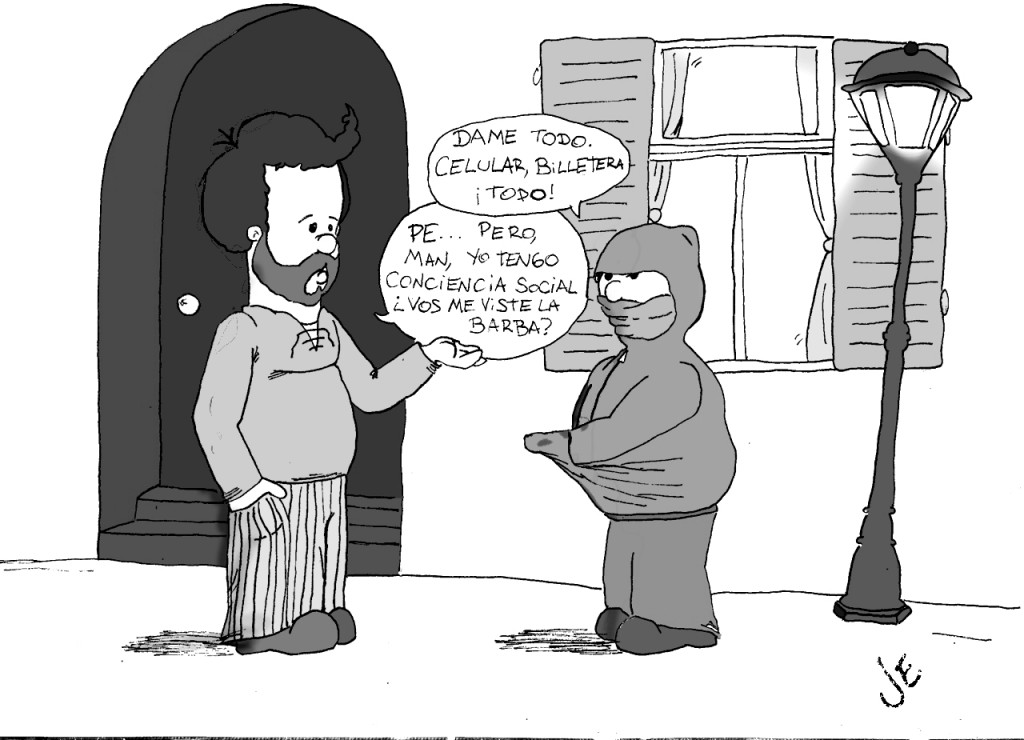 DAME TODO.
CELULAR, BILLETERA
¡TODO!
PE... PERO,
MAN, YO TENGO
CONCIENCIA SOCIAL
¿VOS ME VISTE LA
BARBA?
JE